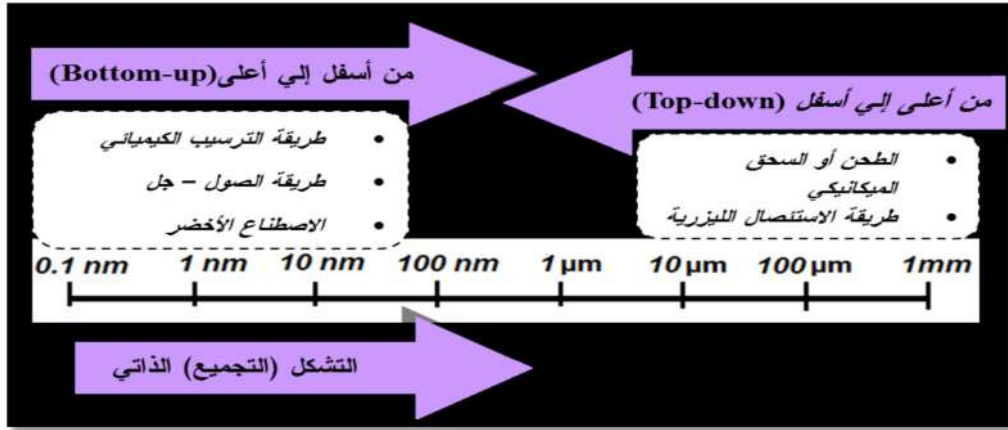 من أسفل إلي أعلى(Bottom-up)
من أعلى إلي أسفل (Top-down)
• طريقة الترسيب الكيميائي
• طريقة الصول – جل
• الاصطناع الأخضر
• الطحن أو السحق
الميكانيكي
• طريقة الاستئصال الليزرية
0.1 nm 1 nm 10 nm 100 nm 1 µm 10 µm 100 µm 1mm
التشكل (التجميع) الذاتي